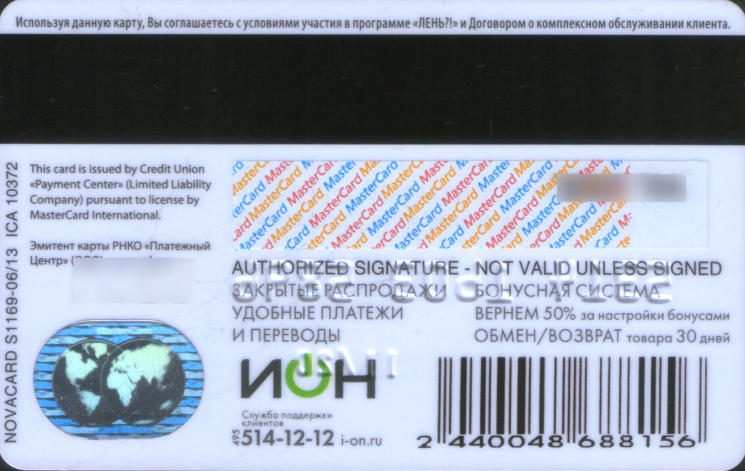 Используя данную карту, Вы соглашаетесь с условиями участия в программе «ЛЕНЬ?!» и Договором о комплексном обслуживании клиента.
NOVACARD S1169-06/13 ICA 10372
This card is issued by Credit Union
«Payment Center» (Limited Liability
Company) pursuant to license by
MasterCard International.
Эмитент карты РНКО «Платежный
Центр»
MasterCard MasterCard MasterCard MasterCard
AUTHORIZED SIGNATURE - NOT VALID UNLESS SIGNED
ЗАКРЫТЫЕ РАСПРОДАЖИ
УДОБНЫЕ ПЛАТЕЖИ
И ПЕРЕВОДЫ
БОНУСНАЯ СИСТЕМА
ВЕРНЕМ 50% за настройки бонусами
ОБМЕН/ВОЗВРАТ товара 30 дней
ИОН
Служба поддержки
клиентов
495 514-12-12 i-on.ru
2 440048 688156